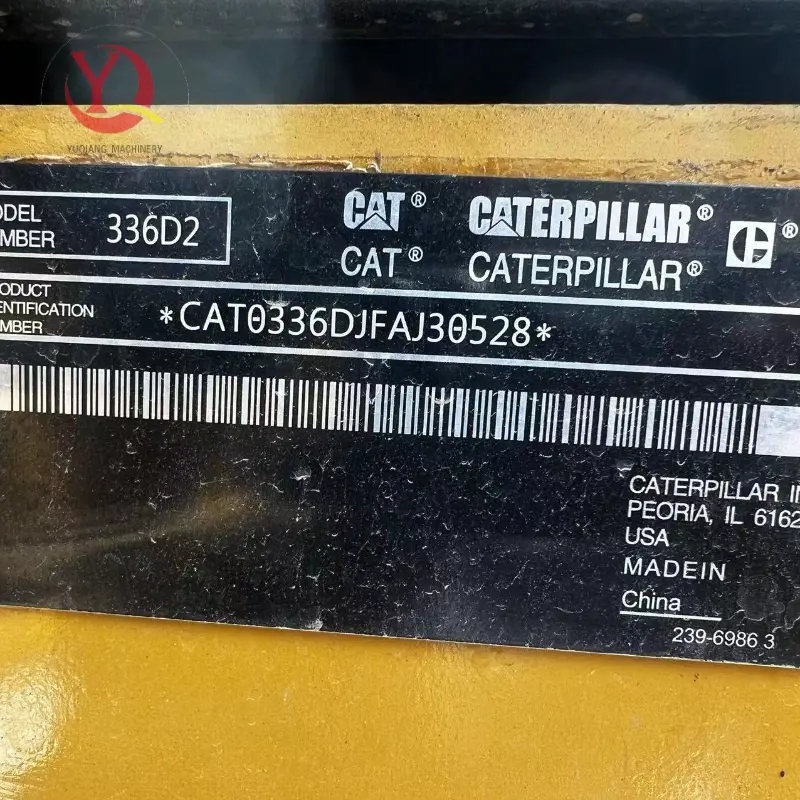 YUQIANG MACHINERY
ODEL
UMBER
336D2
CAT® CATERPILLAR® ®
CAT® CATERPILLAR®
RODUCT
ENTIFICATION
MBER
*CAT0336DJFAJ30528*
CATERPILLAR IN
PEORIA, IL 6162
USA
MADEIN
China
239-6986 3